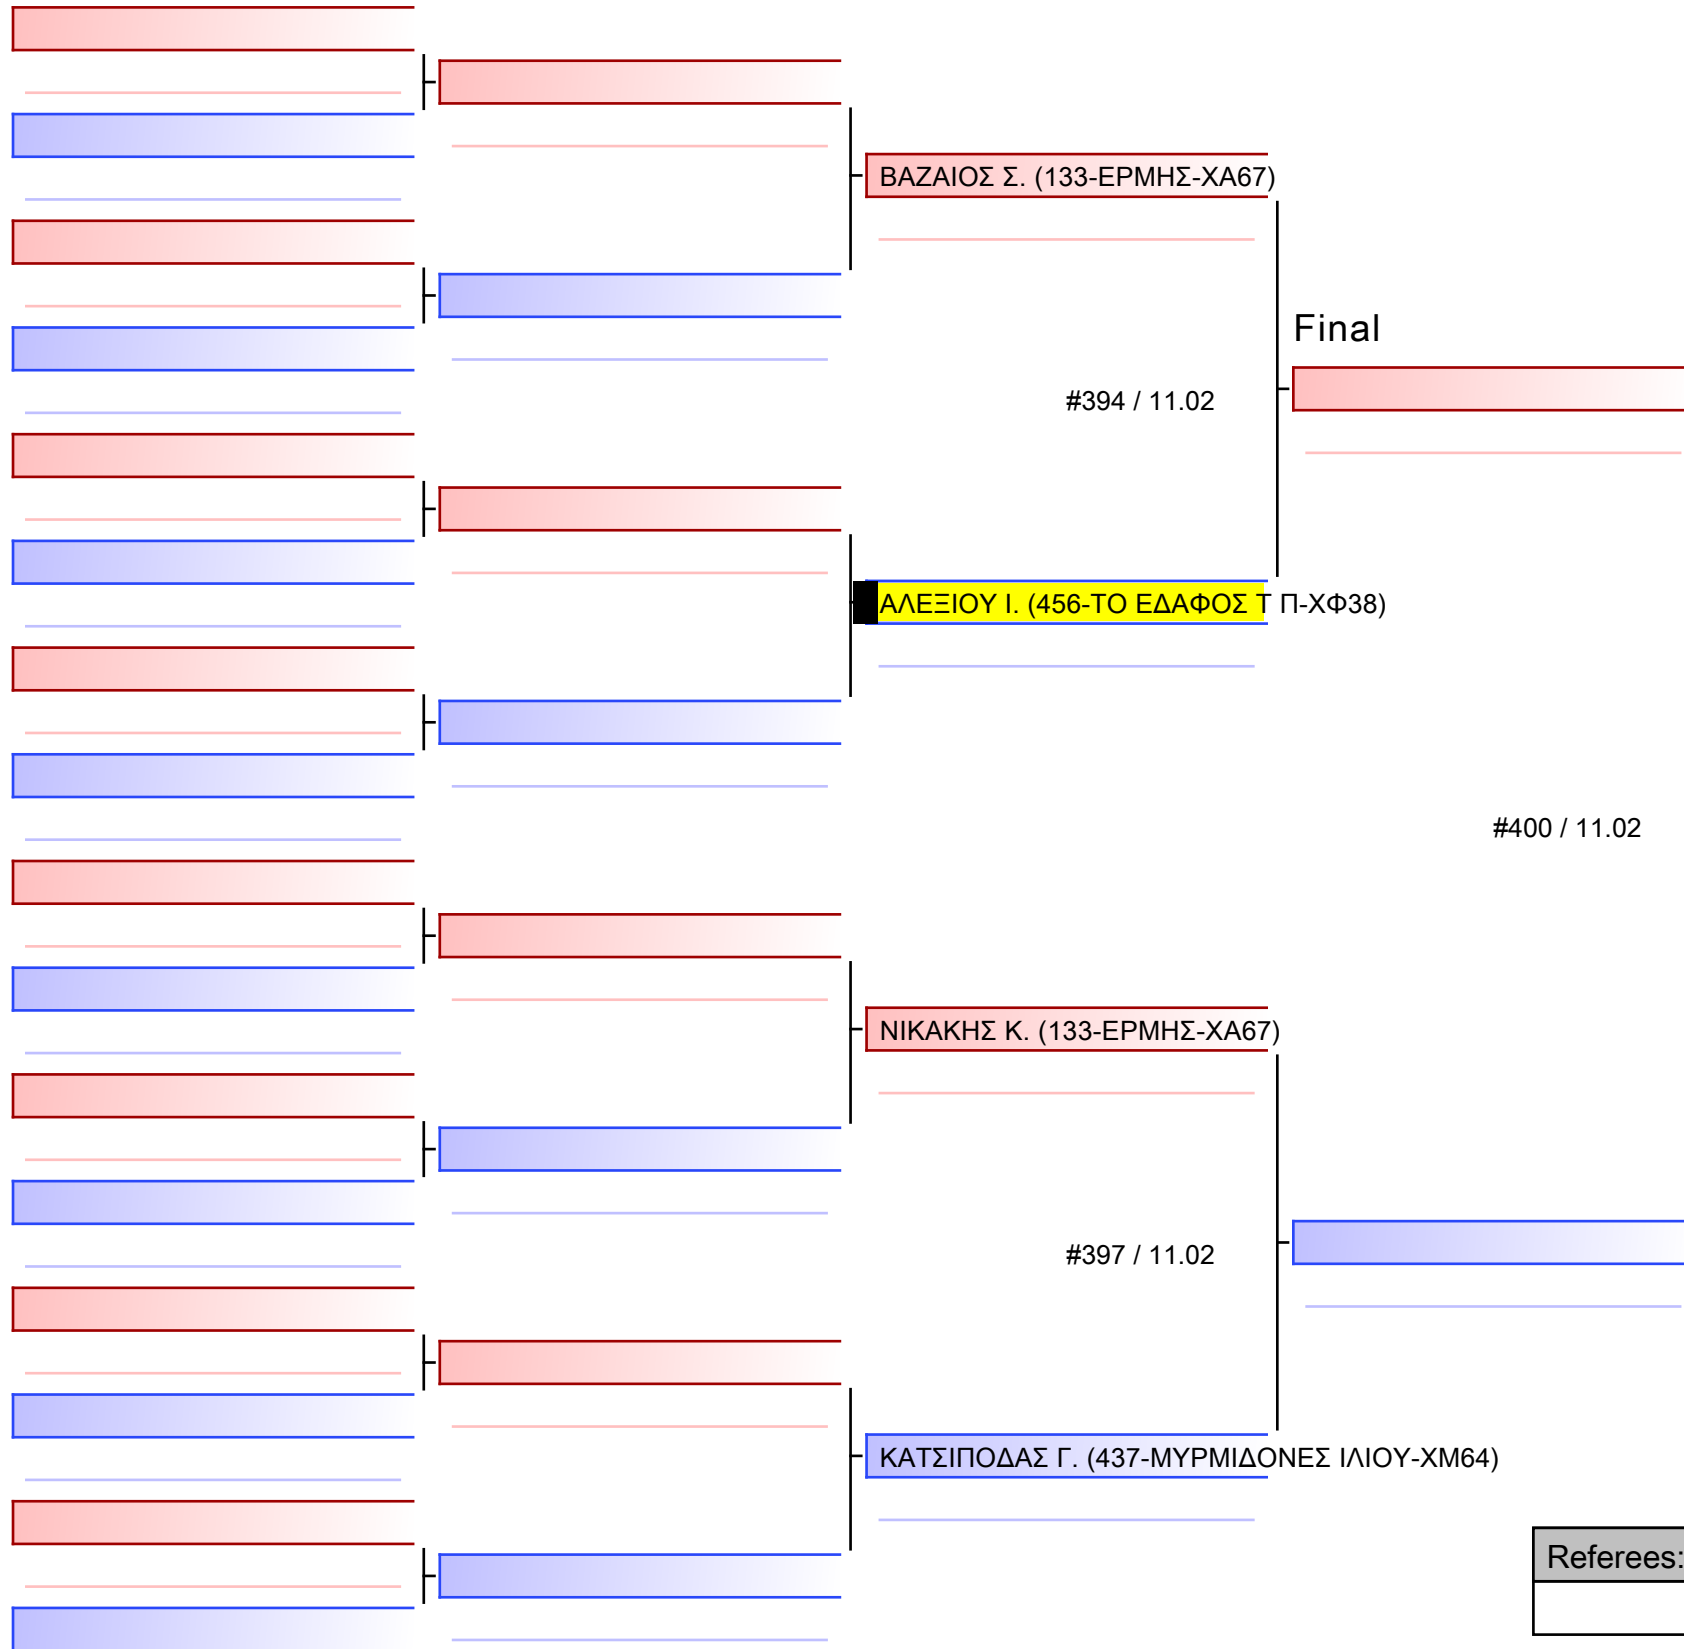 ΒΑΖΑΙΟΣ Σ. (133-ΕΡΜΗΣ-ΧΑ67)
Final
#394 / 11.02
ΑΛΕΞΙΟΥ Ι. (456-ΤΟ ΕΔΑΦΟΣ Τ Π-ΧΦ38)
#400 / 11.02
ΝΙΚΑΚΗΣ Κ. (133-ΕΡΜΗΣ-ΧΑ67)
#397 / 11.02
ΚΑΤΣΙΠΟΔΑΣ Γ. (437-ΜΥΡΜΙΔΟΝΕΣ ΙΛΙΟΥ-ΧΜ64)
Referees: